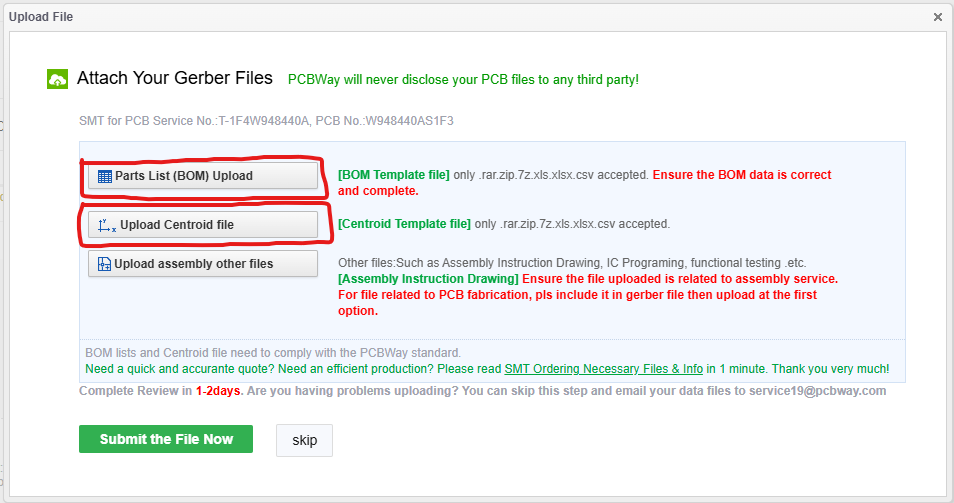 Upload File
Attach Your Gerber Files PCBWay will never disclose your PCB files to any third party!
SMT for PCB Service No.:T-1F4W948440A, PCB No.:W948440AS1F3
Parts List (BOM) Upload
[BOM Template file] only .rar.zip.7z.xls.xlsx.csv accepted. Ensure the BOM data is correct
and complete.
Upload Centroid file
[Centroid Template file] only .rar.zip.7z.xls.xlsx.csv accepted.
Upload assembly other files
Other files:Such as Assembly Instruction Drawing, IC Programing, functional testing .etc.
[Assembly Instruction Drawing] Ensure the file uploaded is related to assembly service.
For file related to PCB fabrication, pls include it in gerber file then upload at the first
option.
BOM lists and Centroid file need to comply with the PCBWay standard.
Need a quick and accurante quote? Need an efficient production? Please read SMT Ordering Necessary Files & Info in 1 minute. Thank you very much!
Complete Review in 1-2days. Are you having problems uploading? You can skip this step and email your data files to service19@pcbway.com
Submit the File Now
skip